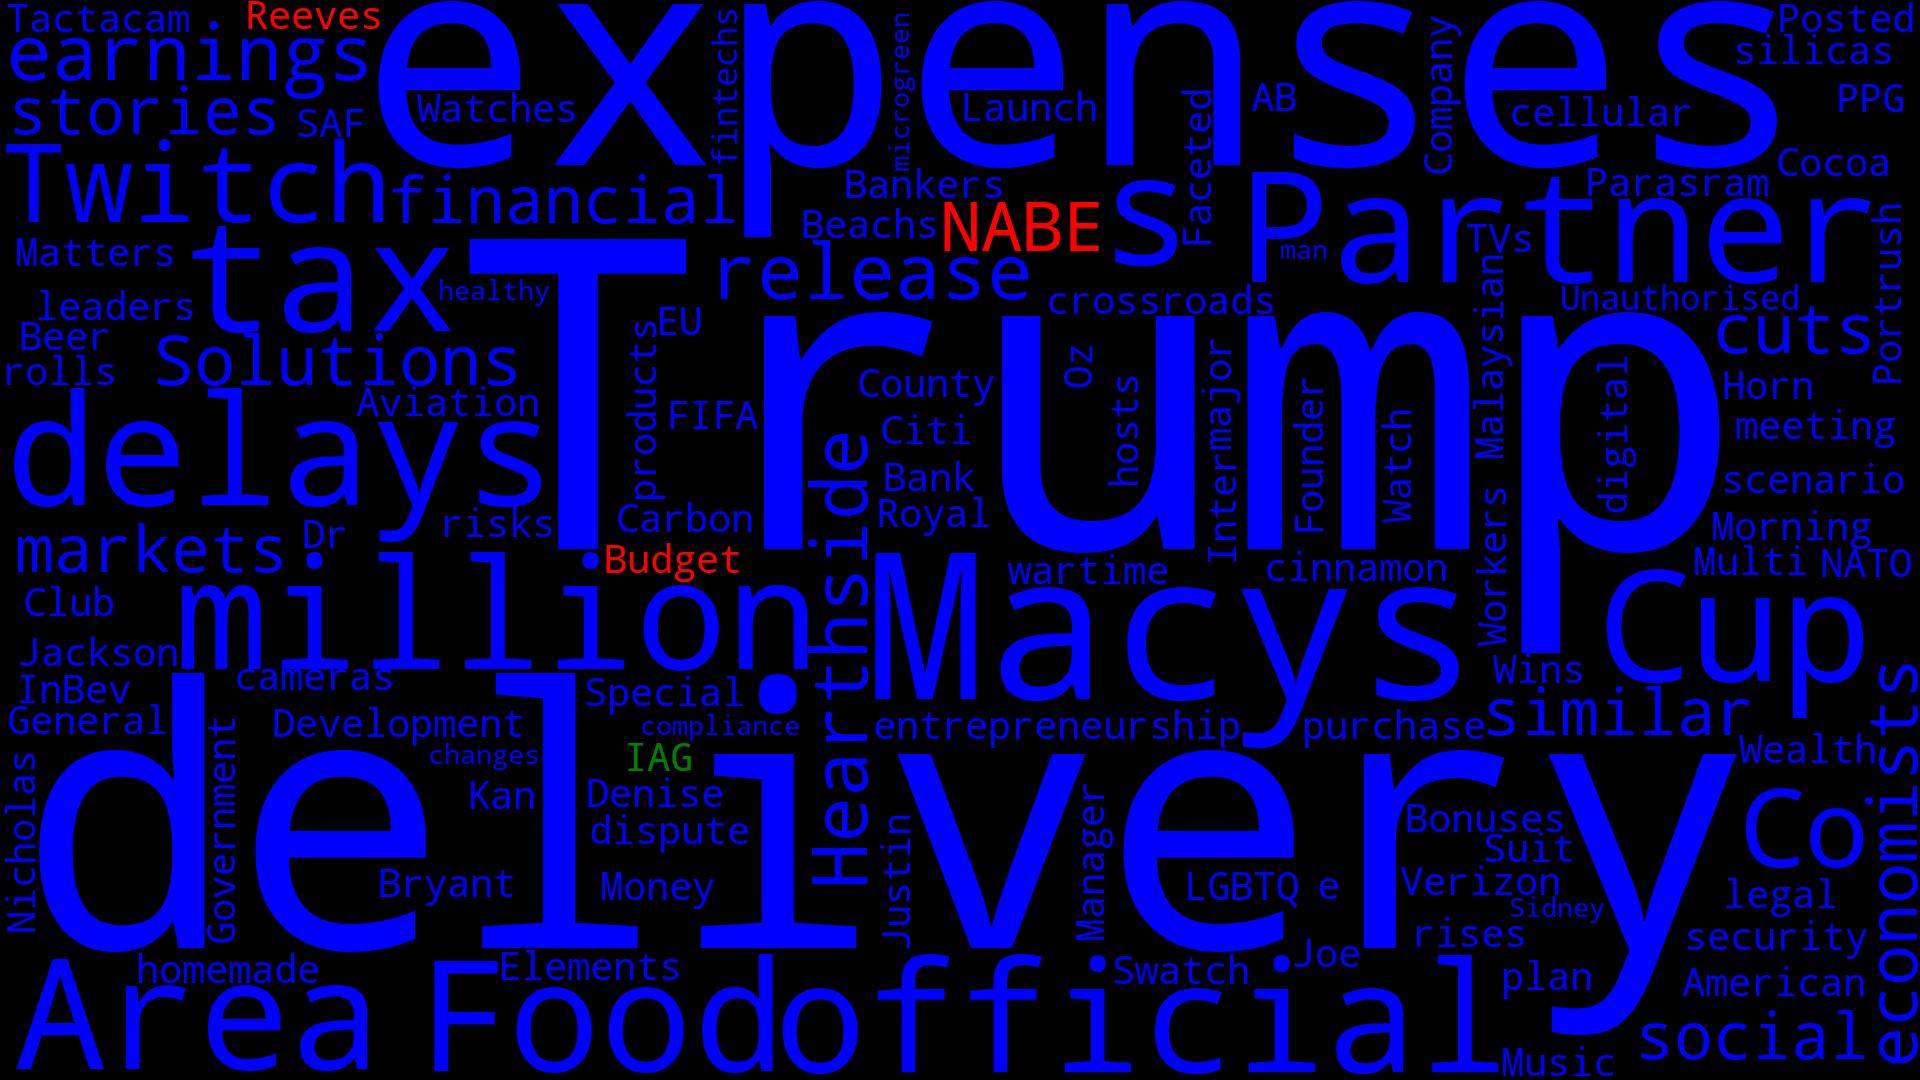 Tactacam
Reeves
expenses
Posted
earnings
silicas
stories
SAF
Watches
fintechs
microgreen
Launch
Faceted
AB
Company
cellular
PPG
Twitch
financial
Bankers
Beachs
NABE
s
Partner
Parasram
Cocoa
man
TVs
Matters
tax
healthy
release
crossroads
Unauthorised
Portrush
leaders
Beer
rolls
Solutions
Trump
EU
products
FIFA
Aviation
County
Citi
Bank
Royal
Oz
hosts
Intermajor
Founder
Watch
Workers
Malaysian
digital
cuts
Horn
meeting
scenario
Morning
Multi
NATO
delays
risks
Carbon
markets
Dr
Budget
wartime
cinnamon
Club
million
Hearthside
Macys
Cup
Jackson
InBev
General
cameras
Special
Wins
Development
compliance
entrepreneurship
purchase
similar
changes
IAG
Wealth
economists
Nicholas
Government
delivery
Kan
Denise
dispute
Bryant
Money
Justin
Manager
LGBTQ
e
Bonuses
Suit
Verizon
Sidney
rises
Co
legal
security
American
homemade
Elements
Swatch
Joe
plan
Area
Food
official
Music
social